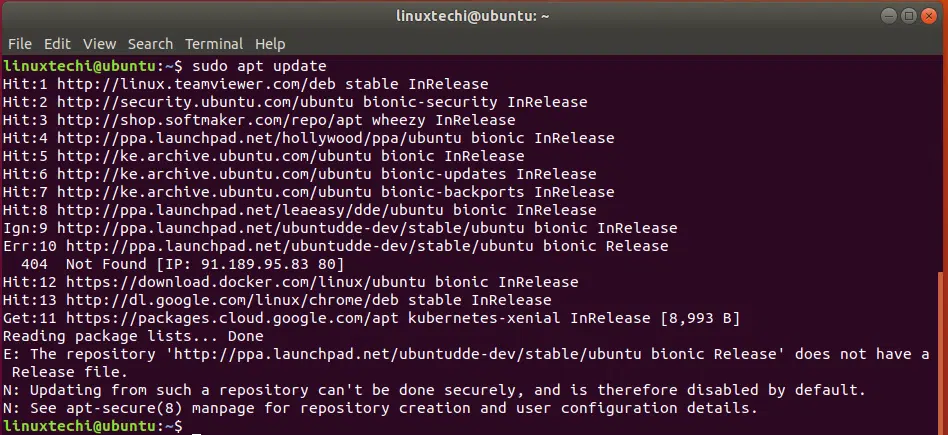 linuxtechi@ubuntu: ~
File Edit View Search Terminal Help
linuxtechi@ubuntu:~$ sudo apt update
Hit:1 http://linux.teamviewer.com/deb stable InRelease
Hit:2 http://security.ubuntu.com/ubuntu bionic-security InRelease
Hit:3 http://shop.softmaker.com/repo/apt wheezy InRelease
Hit:4 http://ppa.launchpad.net/hollywood/ppa/ubuntu bionic InRelease
Hit:5 http://ke.archive.ubuntu.com/ubuntu bionic InRelease
Hit:6 http://ke.archive.ubuntu.com/ubuntu bionic-updates InRelease
Hit:7 http://ke.archive.ubuntu.com/ubuntu bionic-backports InRelease
Hit:8 http://ppa.launchpad.net/leaeasy/dde/ubuntu bionic InRelease
Ign:9 http://ppa.launchpad.net/ubuntudde-dev/stable/ubuntu bionic InRelease
Err:10 http://ppa.launchpad.net/ubuntudde-dev/stable/ubuntu bionic Release
  404  Not Found [IP: 91.189.95.83 80]
Hit:12 https://download.docker.com/linux/ubuntu bionic InRelease
Hit:13 http://dl.google.com/linux/chrome/deb stable InRelease
Get:11 https://packages.cloud.google.com/apt kubernetes-xenial InRelease [8,993 B]
Reading package lists... Done
E: The repository 'http://ppa.launchpad.net/ubuntudde-dev/stable/ubuntu bionic Release' does not have a
 Release file.
N: Updating from such a repository can't be done securely, and is therefore disabled by default.
N: See apt-secure(8) manpage for repository creation and user configuration details.
linuxtechi@ubuntu:~$